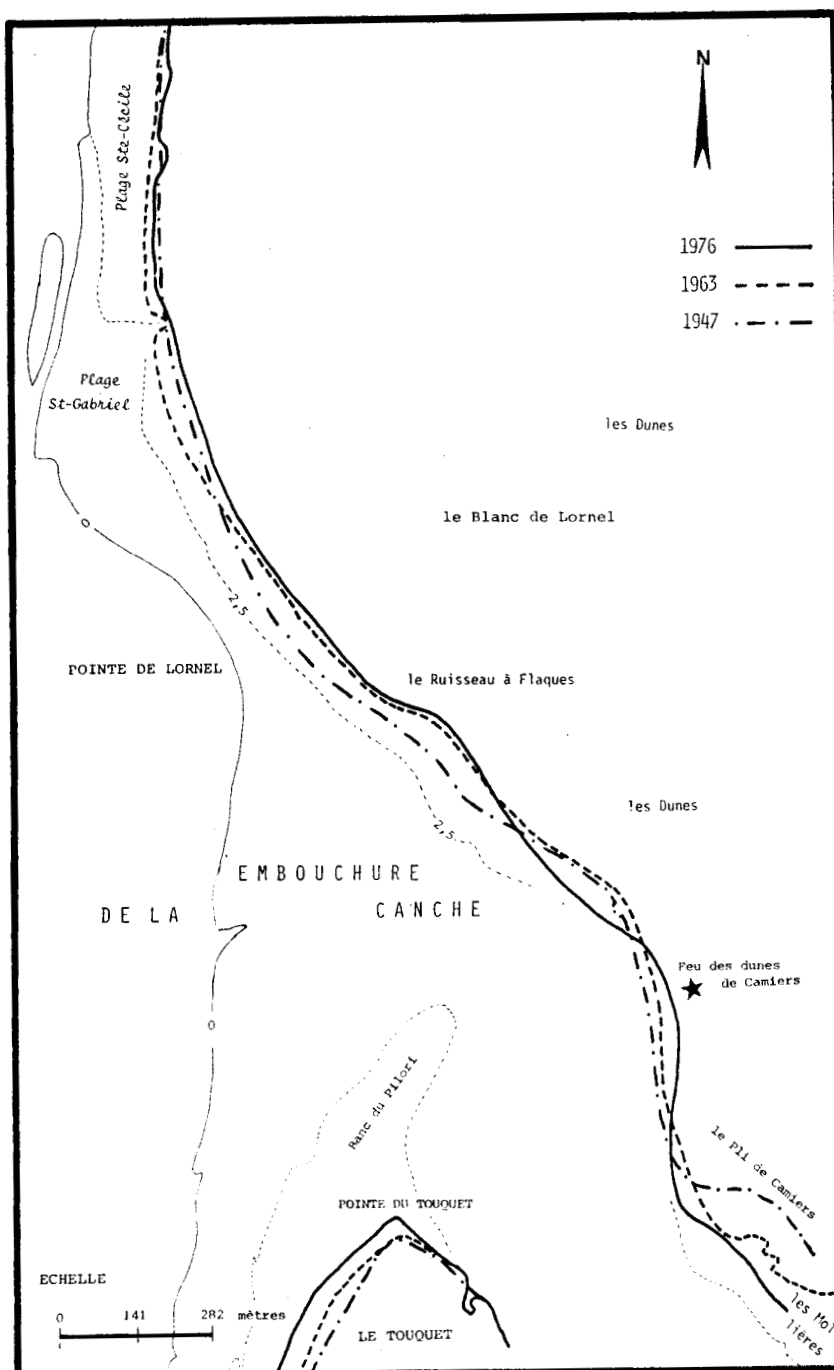 N
Plage Ste-Cécile
1976
1963
1947
Plage
St-Gabriel
les Dunes
le Blanc de Lornel
0
2,5
POINTE DE LORNEL
le Ruisseau à Flaques
les Dunes
2,5
EMBOUCHURE
DE LA CANCHE
Feu des dunes
de Camiers
0
Banc du Pilori
le Pli de Camiers
POINTE DU TOUQUET
ECHELLE
0 141 282 mètres
LE TOUQUET
les Mol
lières